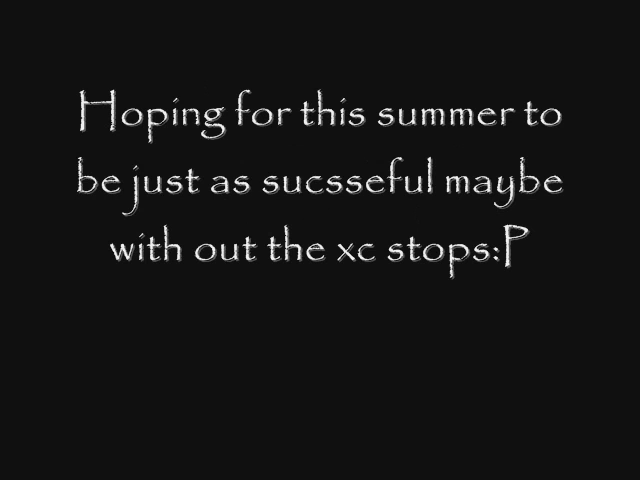 Hoping for this summer to
be just as sucsseful maybe
with out the xc stops:P